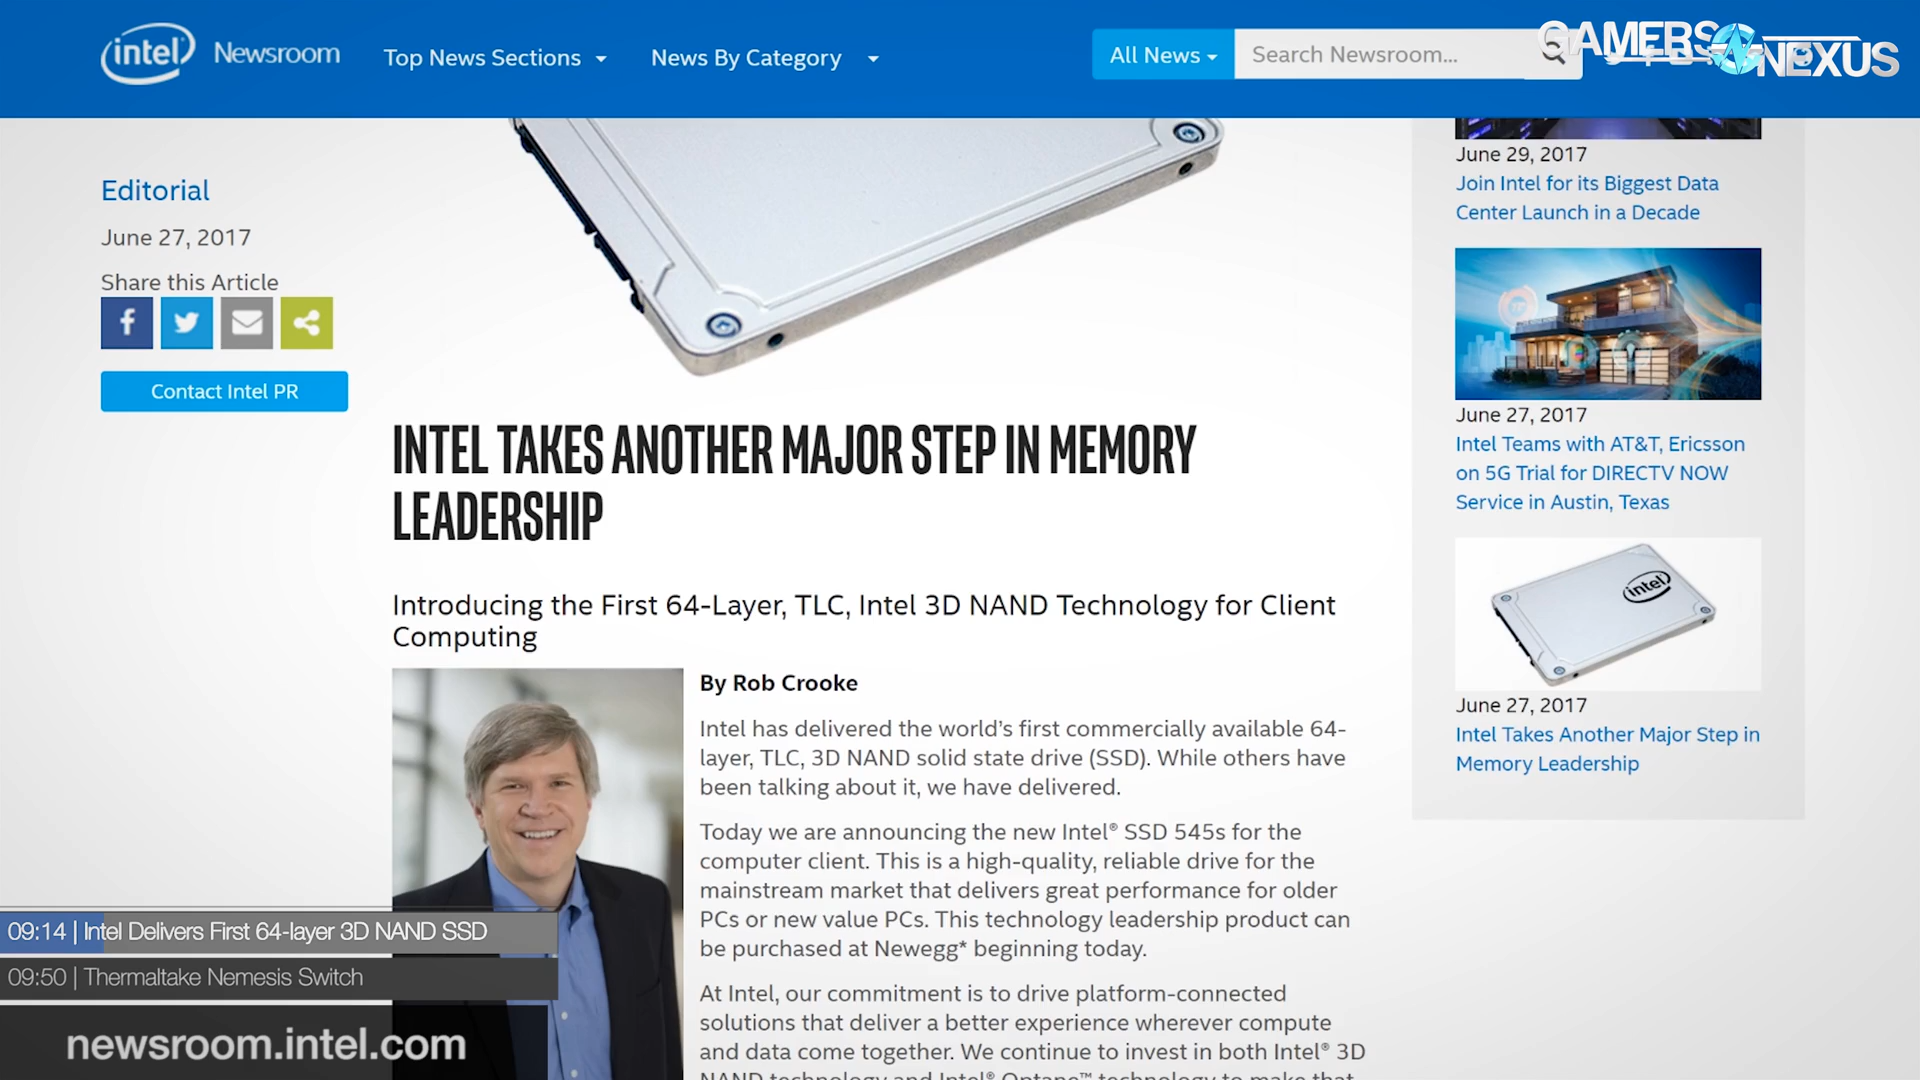 intel Newsroom
Top News Sections
News By Category
All News
Search Newsroom...
GAMERS NEXUS
Editorial
June 27, 2017
Share this Article
Contact Intel PR
INTEL TAKES ANOTHER MAJOR STEP IN MEMORY
LEADERSHIP
Introducing the First 64-Layer, TLC, Intel 3D NAND Technology for Client
Computing
By Rob Crooke
Intel has delivered the world’s first commercially available 64-
layer, TLC, 3D NAND solid state drive (SSD). While others have
been talking about it, we have delivered.
Today we are announcing the new Intel® SSD 545s for the
computer client. This is a high-quality, reliable drive for the
mainstream market that delivers great performance for older
PCs or new value PCs. This technology leadership product can
be purchased at Newegg* beginning today.
At Intel, our commitment is to drive platform-connected
solutions that deliver a better experience wherever compute
and data come together. We continue to invest in both Intel® 3D
NAND technology and Intel® Optane™ technology to make that
June 29, 2017
Join Intel for its Biggest Data
Center Launch in a Decade
June 27, 2017
Intel Teams with AT&T, Ericsson
on 5G Trial for DIRECTV NOW
Service in Austin, Texas
intel
June 27, 2017
Intel Takes Another Major Step in
Memory Leadership
09:14 | Intel Delivers First 64-layer 3D NAND SSD
09:50 | Thermaltake Nemesis Switch
newsroom.intel.com